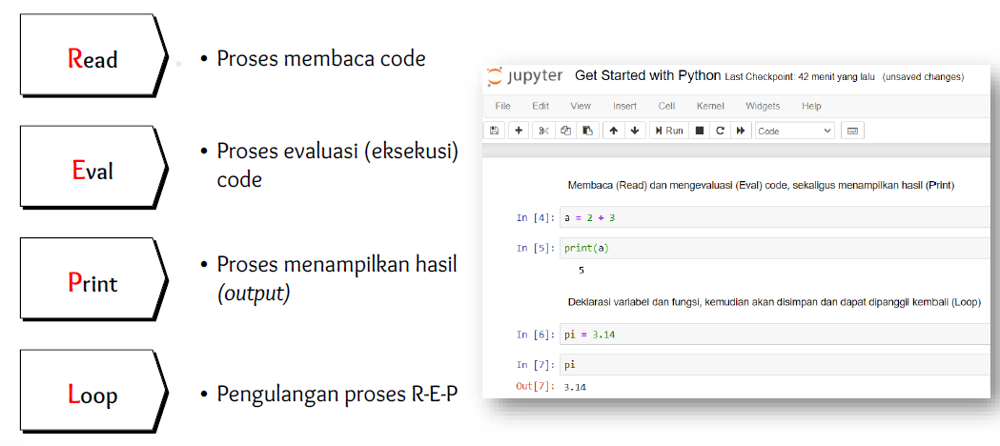 Read
• Proses membaca code
Eval
• Proses evaluasi (eksekusi)
code
Print
• Proses menampilkan hasil
(output)
Loop
• Pengulangan proses R-E-P
jupyter Get Started with Python Last Checkpoint: 42 menit yang lalu (unsaved changes)
File Edit View Insert Cell Kernel Widgets Help
Run Code
Membaca (Read) dan mengevaluasi (Eval) code, sekaligus menampilkan hasil (Print)
In [4]: a = 2 + 3
In [5]: print(a)
5
Deklarasi variabel dan fungsi, kemudian akan disimpan dan dapat dipanggil kembali (Loop)
In [6]: pi = 3.14
In [7]: pi
Out[7]: 3.14